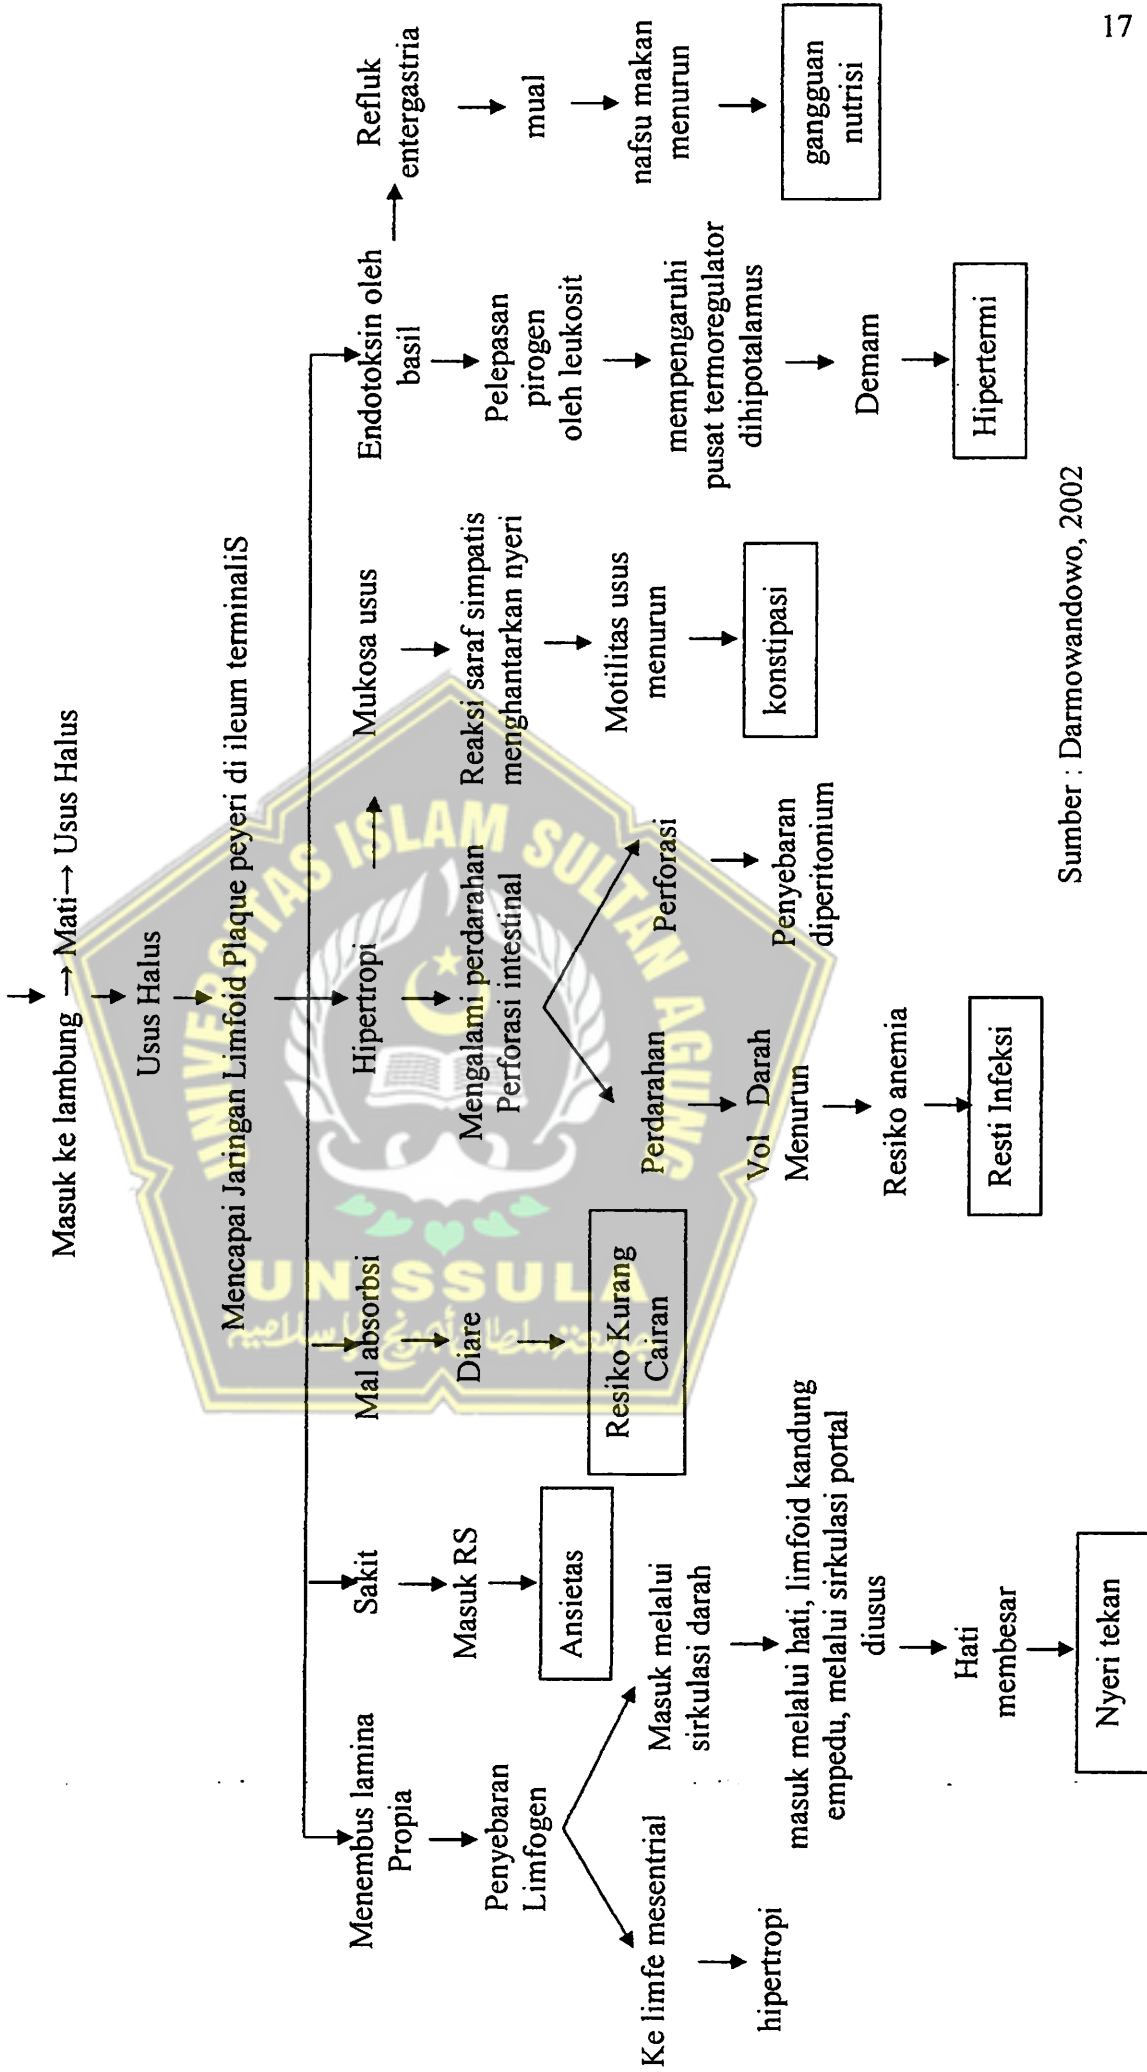 Masuk ke lambung → Mati → Usus Halus
Usus Halus
Mencapai Jaringan Limfoid Plaque peyeri di ileum terminaliS
Menembus lamina
Propia
Penyebaran
Limfogen
Ke limfe mesentrial
hipertropi
Masuk melalui
sirkulasi darah
masuk melalui hati, limfoid kandung
empedu, melalui sirkulasi portal
diusus
Hati
membesar
Nyeri tekan
Sakit
Masuk RS
Ansietas
Mal absorbsi
Diare
Resiko Kurang
Cairan
Hipertropi
Mengalami perdarahan
Perforasi intestinal
Perdarahan
Vol Darah
Menurun
Resiko anemia
Resti Infeksi
Perforasi
Penyebaran
diperitonium
Mukosa usus
Reaksi saraf simpatis
menghantarkan nyeri
Motilitas usus
menurun
konstipasi
Endotoksin oleh
basil
Pelepasan
pirogen
oleh leukosit
mempengaruhi
pusat termoregulator
dihipotalamus
Demam
Hipertermi
Refluk
entergastria
mual
nafsu makan
menurun
gangguan
nutrisi
Sumber : Darmowandowo, 2002
17
UNIVERSITAS ISLAM SULTAN AGUNG
UNISSULA